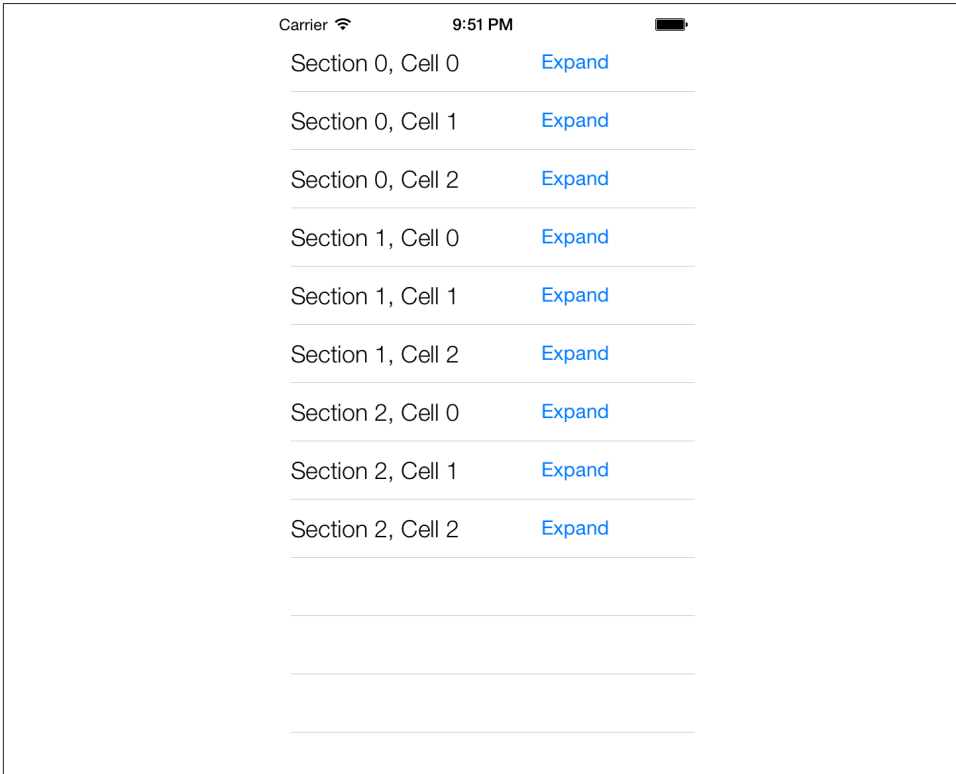 Carrier 9:51 PM
Section 0, Cell 0 Expand
Section 0, Cell 1 Expand
Section 0, Cell 2 Expand
Section 1, Cell 0 Expand
Section 1, Cell 1 Expand
Section 1, Cell 2 Expand
Section 2, Cell 0 Expand
Section 2, Cell 1 Expand
Section 2, Cell 2 Expand